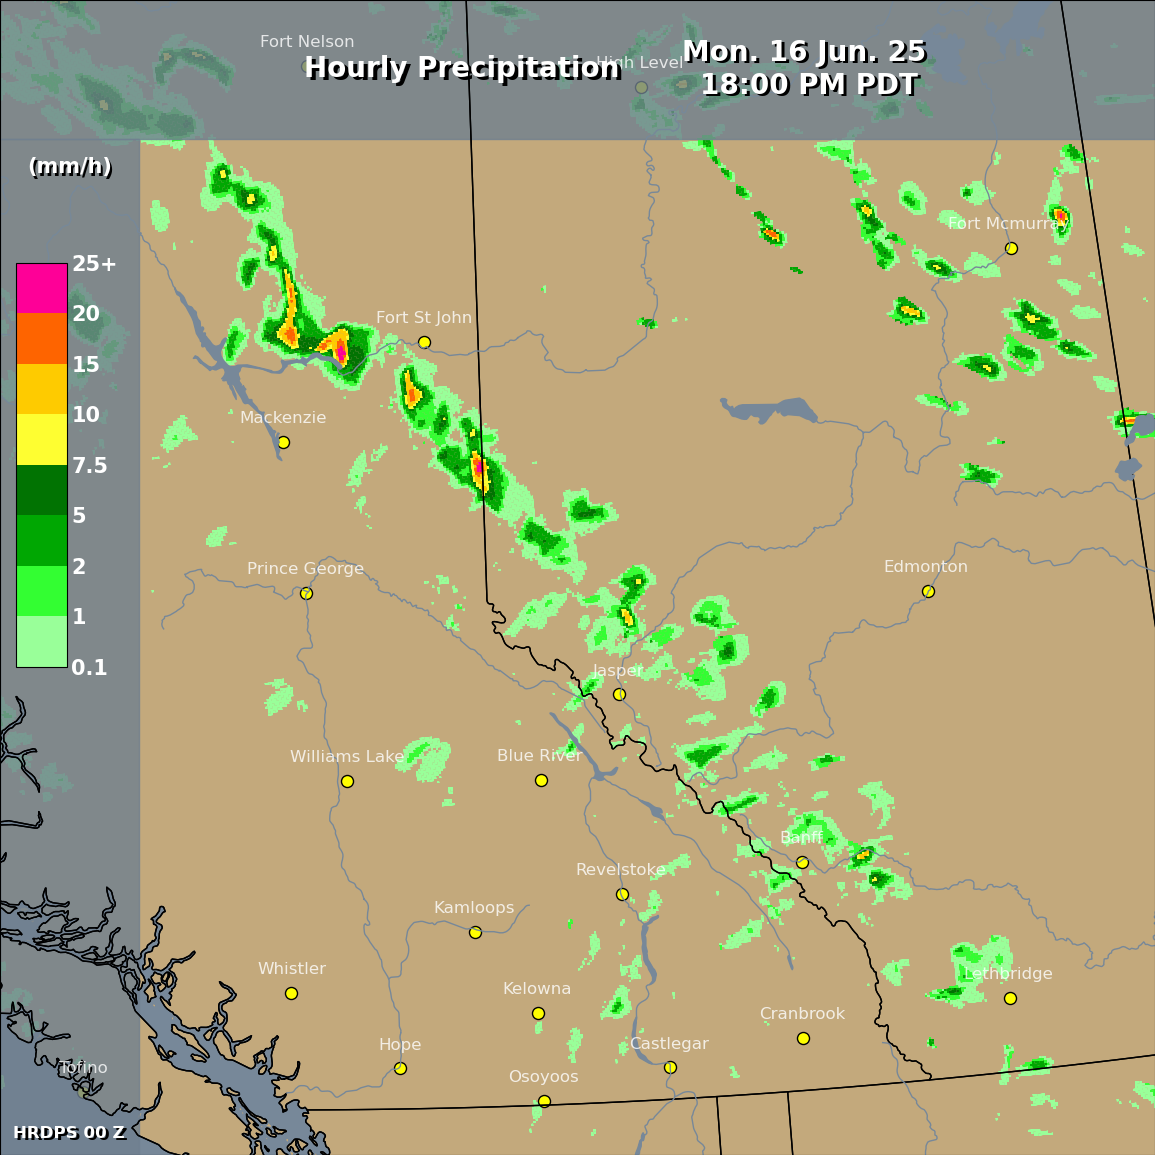 Fort Nelson
Hourly Precipitation
High Level
Mon. 16 Jun. 25
18:00 PM PDT
(mm/h)
25+
20
15
10
7.5
5
2
1
0.1
Fort Mcmurray
Fort St John
Mackenzie
Prince George
Edmonton
Jasper
Williams Lake
Blue River
Banff
Revelstoke
Kamloops
Whistler
Kelowna
Lethbridge
Cranbrook
Hope
Castlegar
Tofino
Osoyoos
HRDPS 00 Z